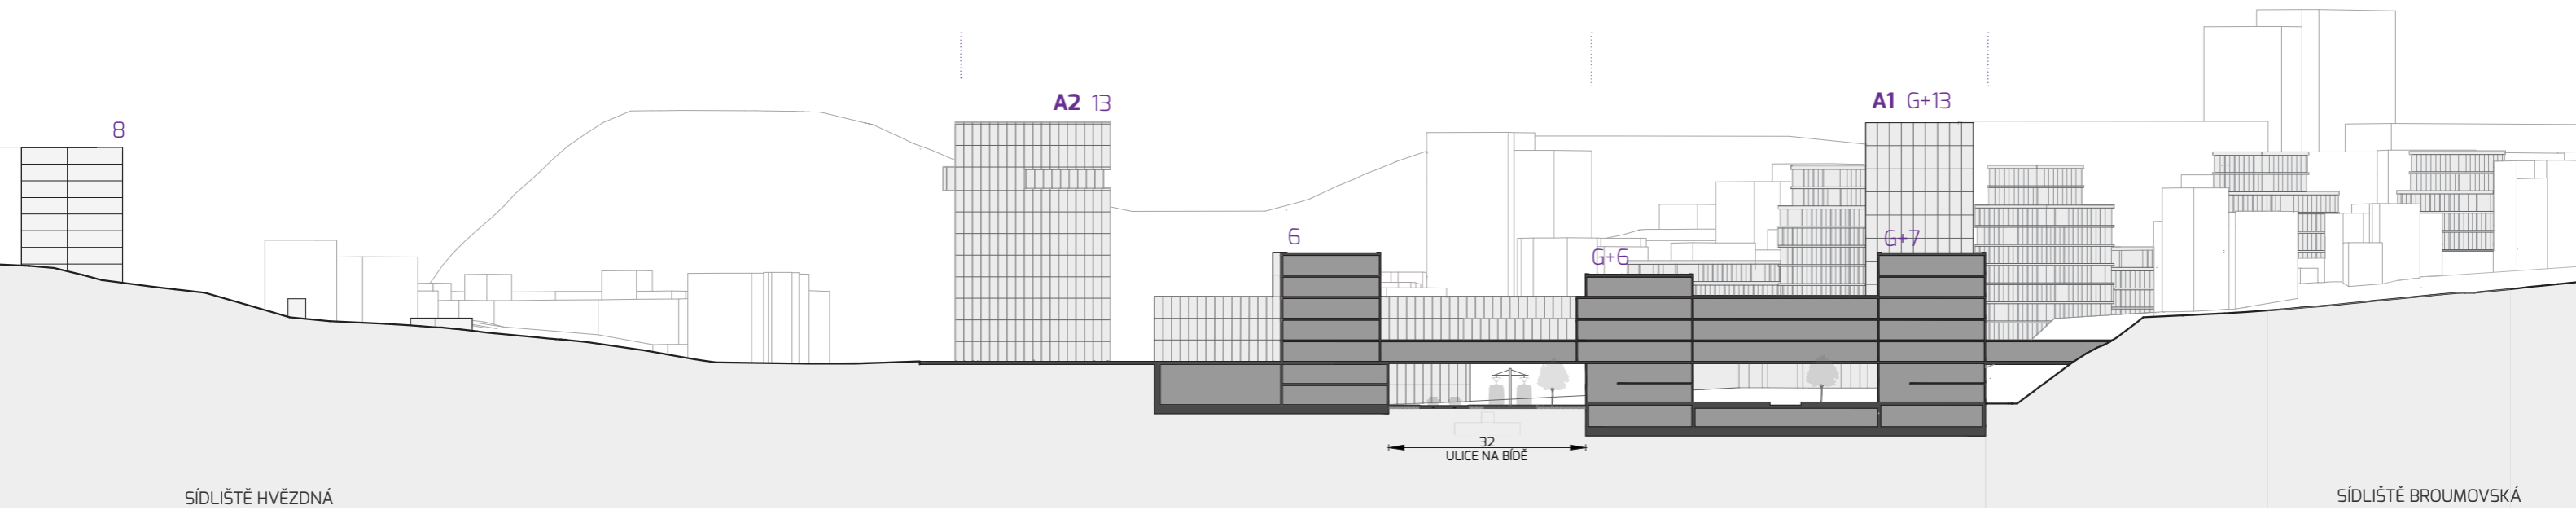 8
A2 13
6
G+6
A1 G+13
G+7
32
ULICE NA BÍDĚ
SÍDLIŠTĚ HVĚZDNÁ
SÍDLIŠTĚ BROUMOVSKÁ